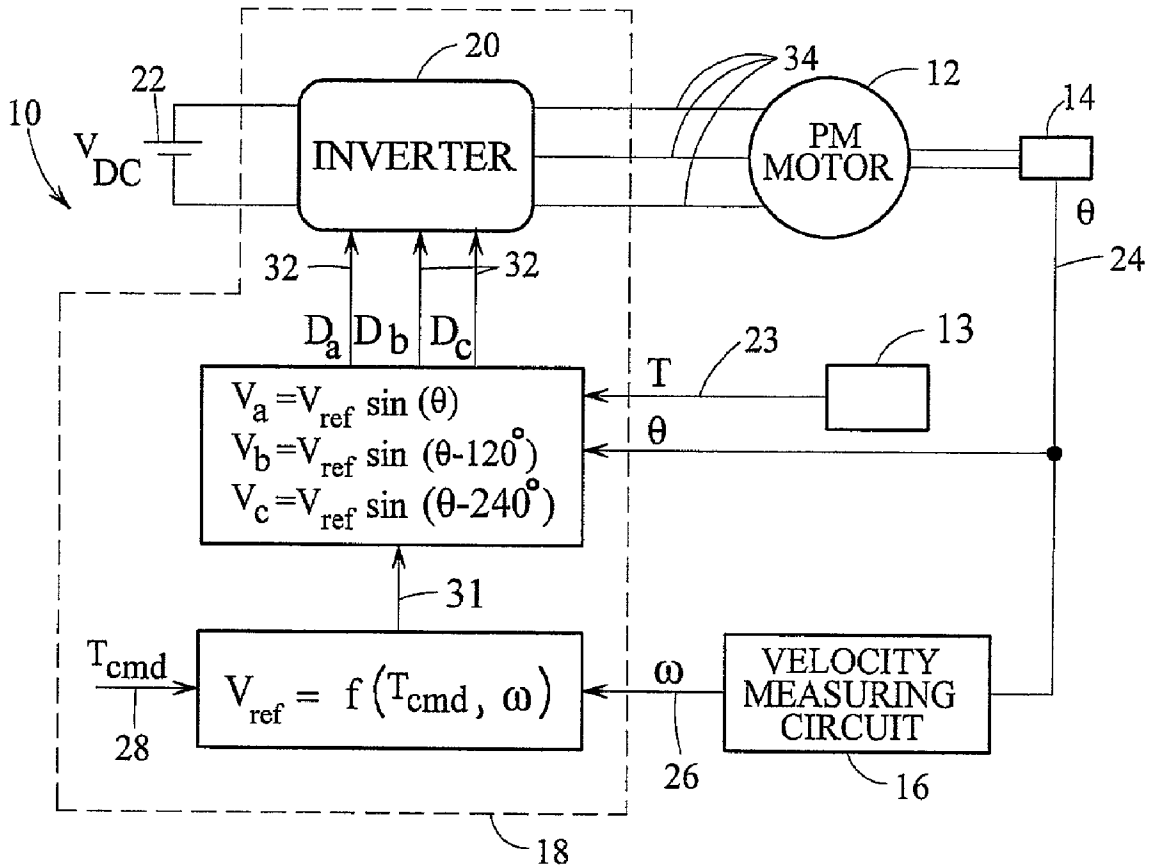 20
34
12
22
14
10
V
DC
INVERTER
PM
MOTOR
θ
32
32
24
D_a D_b D_c
23
13
T
V_a =V_ref sin (θ)
V_b =V_ref sin (θ-120°)
V_c =V_ref sin (θ-240°)
θ
31
T_cmd
28
V_ref = f (T_cmd, ω)
ω
26
VELOCITY
MEASURING
CIRCUIT
16
18